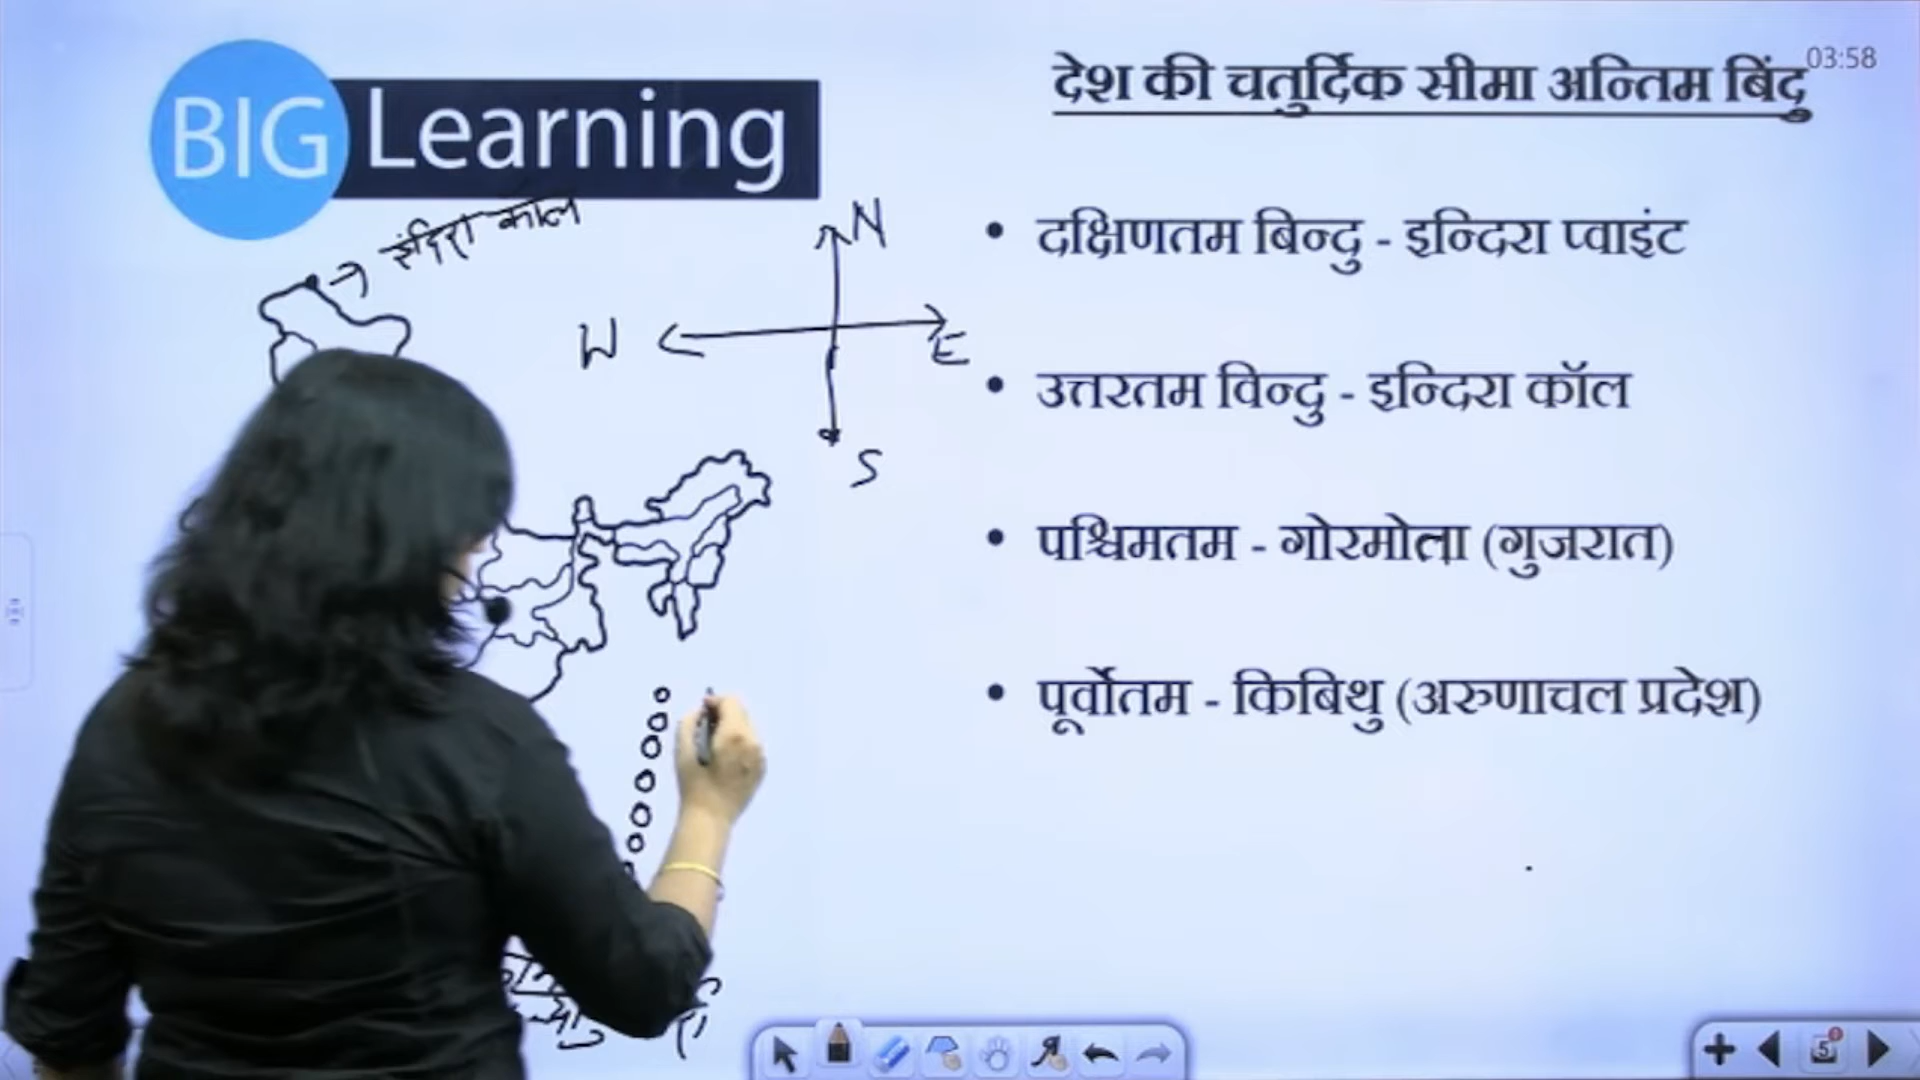 BIG Learning
03:58
देश की चतुर्दिक सीमा अन्तिम बिंदु
इंदिरा कॉल
N
W
E
S
• दक्षिणतम बिन्दु - इन्दिरा प्वाइंट
• उत्तरतम विन्दु - इन्दिरा कॉल
• पश्चिमतम - गोरमोता (गुजरात)
• पूर्वोतम - किबिथु (अरुणाचल प्रदेश)
5